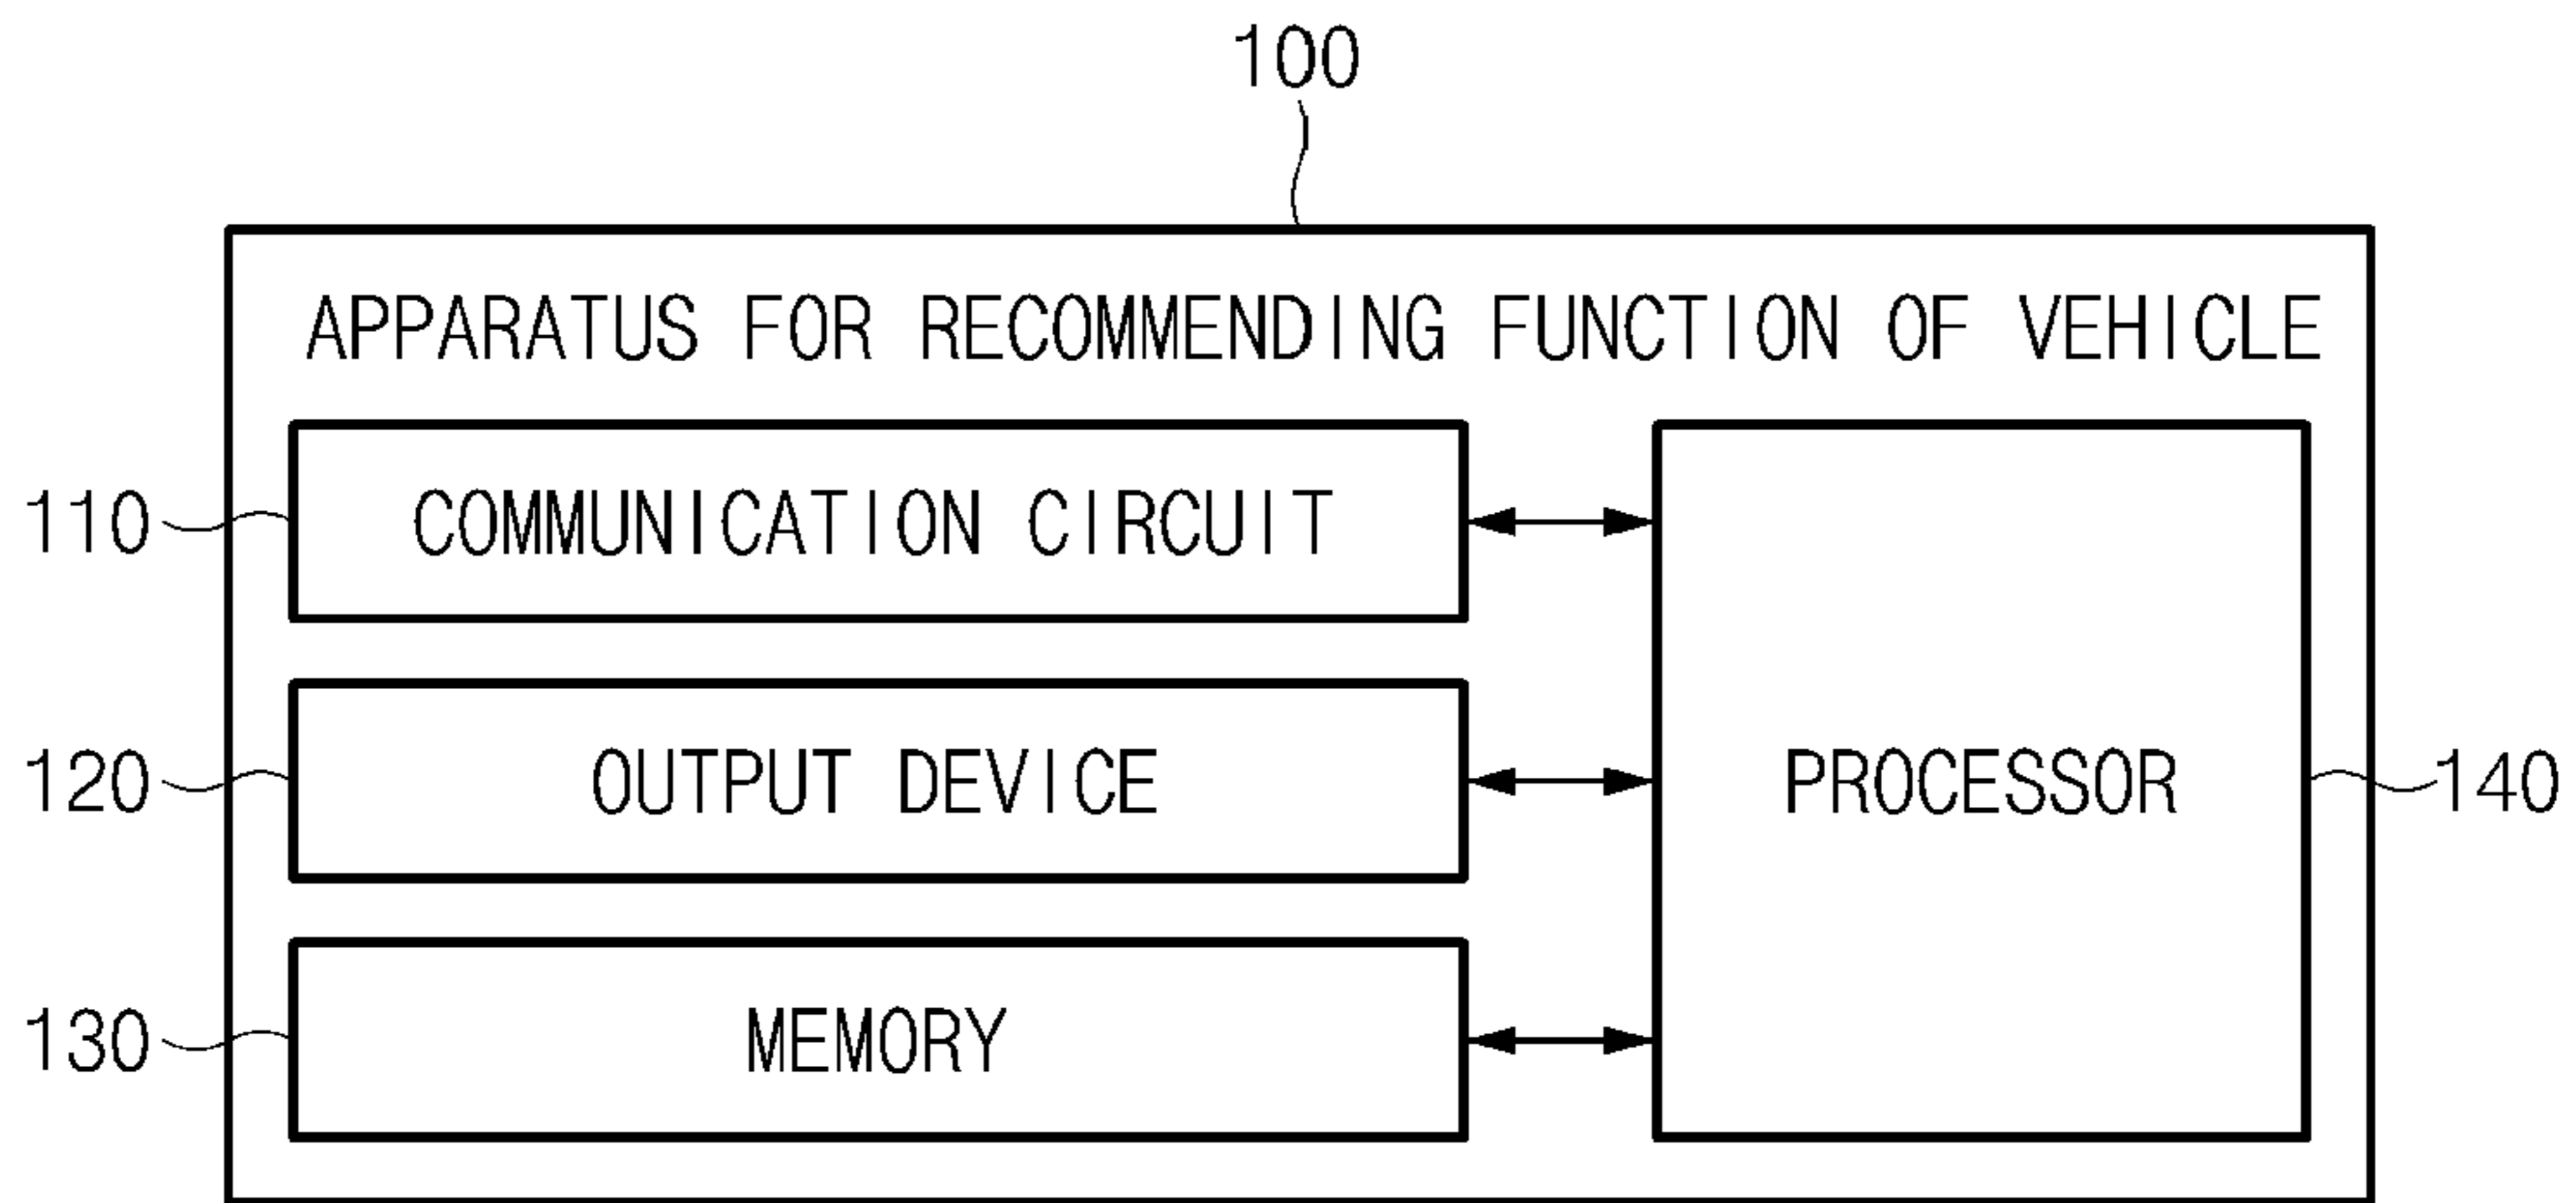 100
APPARATUS FOR RECOMMENDING FUNCTION OF VEHICLE
110
COMMUNICATION CIRCUIT
120
OUTPUT DEVICE
PROCESSOR
140
130
MEMORY